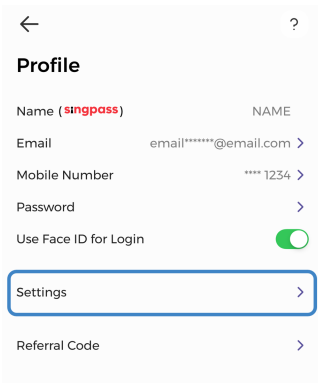 ?
Profile
Name (singpass) NAME
Email email*******@email.com
Mobile Number **** 1234
Password
Use Face ID for Login
Settings
Referral Code